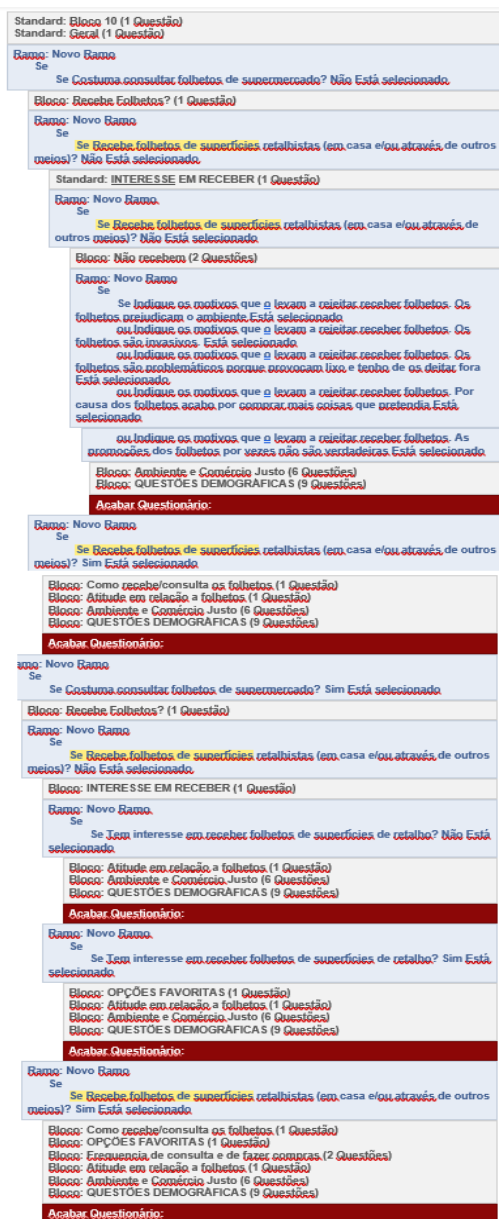 Standard: Bloco 10 (1 Questão)
Standard: Geral (1 Questão)
Ramo: Novo Ramo
Se
Se Costuma consultar folhetos de supermercado? Não Está selecionado.
Bloco: Recebe Folhetos? (1 Questão)
Ramo: Novo Ramo
Se
Se Recebe folhetos de superfícies retalhistas (em casa e/ou através de outros
meios)? Não Está selecionado.
Standard: INTERESSE EM RECEBER (1 Questão)
Ramo: Novo Ramo
Se
Se Recebe folhetos de superfícies retalhistas (em casa e/ou através de
outros meios)? Não Está selecionado
Bloco: Não recebem (2 Questões)
Ramo: Novo Ramo
Se
Se Indique os motivos que o levam a rejeitar receber folhetos. Os
folhetos prejudicam o ambiente Está selecionado
ou Indique os motivos que o levam a rejeitar receber folhetos. Os
folhetos são invasivos. Está selecionado
ou Indique os motivos que o levam a rejeitar receber folhetos. Os
folhetos são problemáticos porque provocam lixo e tenho de os deitar fora
Está selecionado
ou Indique os motivos que o levam a rejeitar receber folhetos. Por
causa dos folhetos acabo por comprar mais coisas que pretendia Está
selecionado
ou Indique os motivos que o levam a rejeitar receber folhetos. As
promoções dos folhetos por vezes não são verdadeiras Está selecionado
Bloco: Ambiente e Comércio Justo (6 Questões)
Bloco: QUESTÕES DEMOGRÁFICAS (9 Questões)
Acabar Questionário:
Ramo: Novo Ramo
Se
Se Recebe folhetos de superfícies retalhistas (em casa e/ou através de outros
meios)? Sim Está selecionado
Bloco: Como recebe/consulta os folhetos (1 Questão)
Bloco: Atitude em relação a folhetos (1 Questão)
Bloco: Ambiente e Comércio Justo (6 Questões)
Bloco: QUESTÕES DEMOGRÁFICAS (9 Questões)
Acabar Questionário:
amo: Novo Ramo
Se
Se Costuma consultar folhetos de supermercado? Sim Está selecionado
Bloco: Recebe Folhetos? (1 Questão)
Ramo: Novo Ramo
Se
Se Recebe folhetos de superfícies retalhistas (em casa e/ou através de outros
meios)? Não Está selecionado.
Bloco: INTERESSE EM RECEBER (1 Questão)
Ramo: Novo Ramo
Se
Se Tem interesse em receber folhetos de superfícies de retalho? Não Está
selecionado
Bloco: Atitude em relação a folhetos (1 Questão)
Bloco: Ambiente e Comércio Justo (6 Questões)
Bloco: QUESTÕES DEMOGRÁFICAS (9 Questões)
Acabar Questionário:
Ramo: Novo Ramo
Se
Se Tem interesse em receber folhetos de superfícies de retalho? Sim Está
selecionado
Bloco: OPÇÕES FAVORITAS (1 Questão)
Bloco: Atitude em relação a folhetos (1 Questão)
Bloco: Ambiente e Comércio Justo (6 Questões)
Bloco: QUESTÕES DEMOGRÁFICAS (9 Questões)
Acabar Questionário:
Ramo: Novo Ramo
Se
Se Recebe folhetos de superfícies retalhistas (em casa e/ou através de outros
meios)? Sim Está selecionado
Bloco: Como recebe/consulta os folhetos (1 Questão)
Bloco: OPÇÕES FAVORITAS (1 Questão)
Bloco: Frequencia de consulta e de fazer compras (2 Questões)
Bloco: Atitude em relação a folhetos (1 Questão)
Bloco: Ambiente e Comércio Justo (6 Questões)
Bloco: QUESTÕES DEMOGRÁFICAS (9 Questões)
Acabar Questionário: